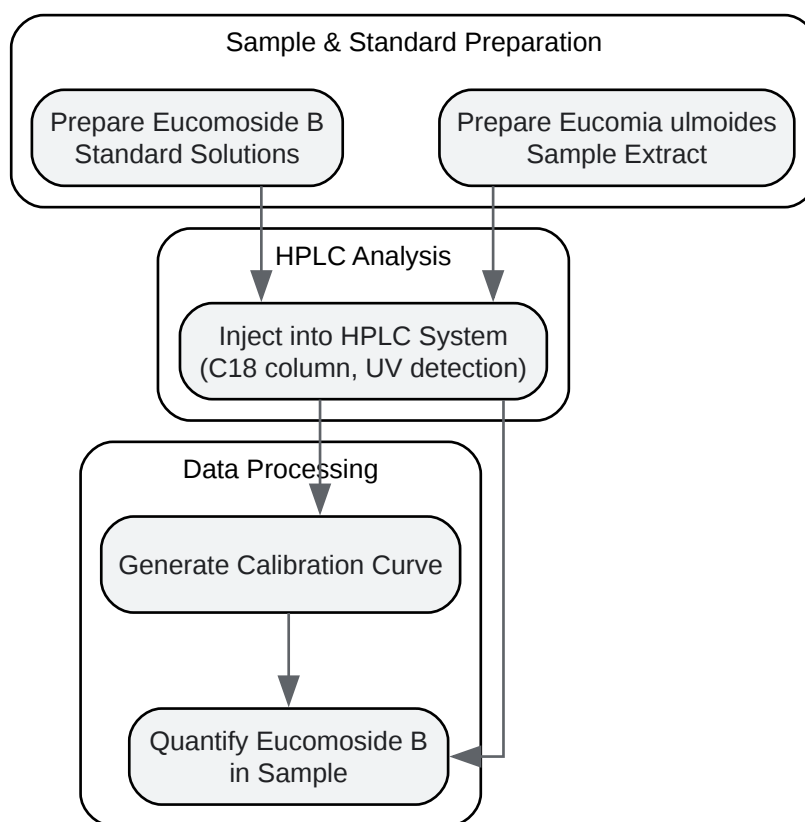 Sample & Standard Preparation
Prepare Eucomoside B
Standard Solutions
Prepare Eucomia ulmoides
Sample Extract
HPLC Analysis
Inject into HPLC System
(C18 column, UV detection)
Data Processing
Generate Calibration Curve
Quantify Eucomoside B
in Sample